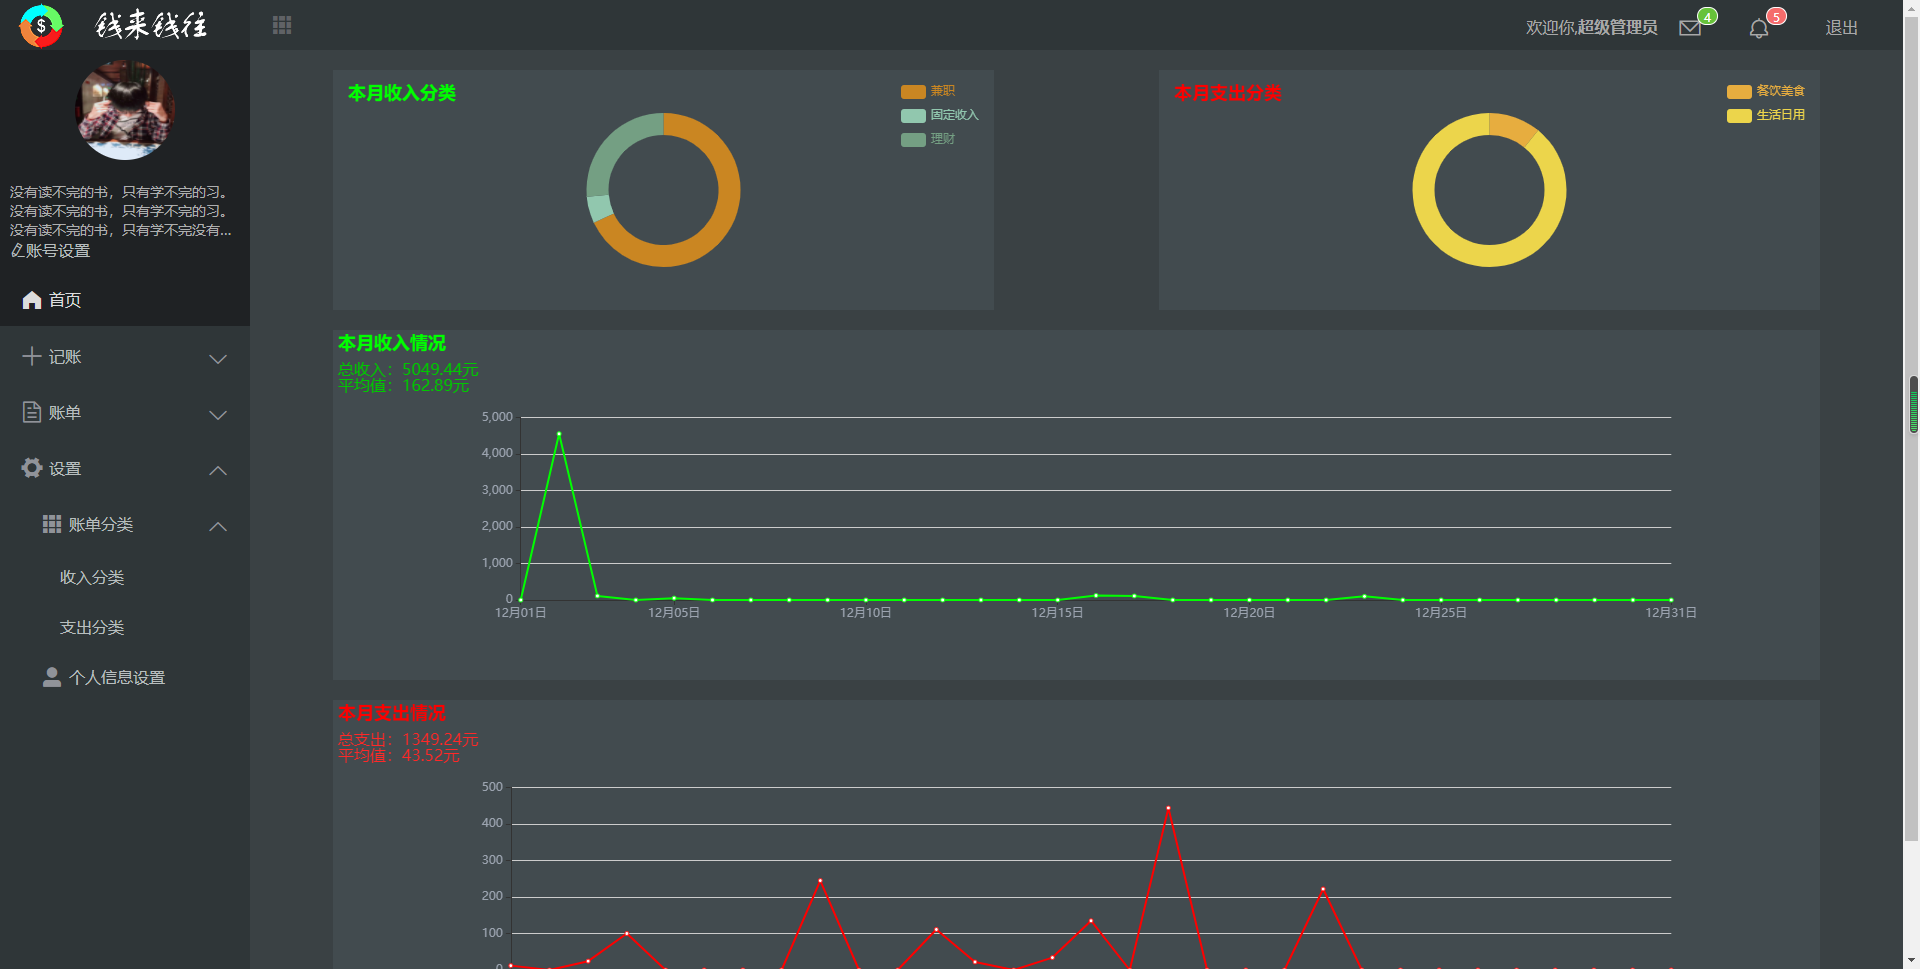 钱来钱往
欢迎你,超级管理员
4
5
退出
没有读不完的书，只有学不完的习。
没有读不完的书，只有学不完的习。
没有读不完的书，只有学不完没有...
账号设置
首页
记账
账单
设置
账单分类
收入分类
支出分类
个人信息设置
本月收入分类
兼职
固定收入
理财
本月支出分类
餐饮美食
生活日用
本月收入情况
总收入：5049.44元
平均值：162.89元
5,000
4,000
3,000
2,000
1,000
0
12月01日
12月05日
12月10日
12月15日
12月20日
12月25日
12月31日
本月支出情况
总支出：1349.24元
平均值：43.52元
500
400
300
200
100
0